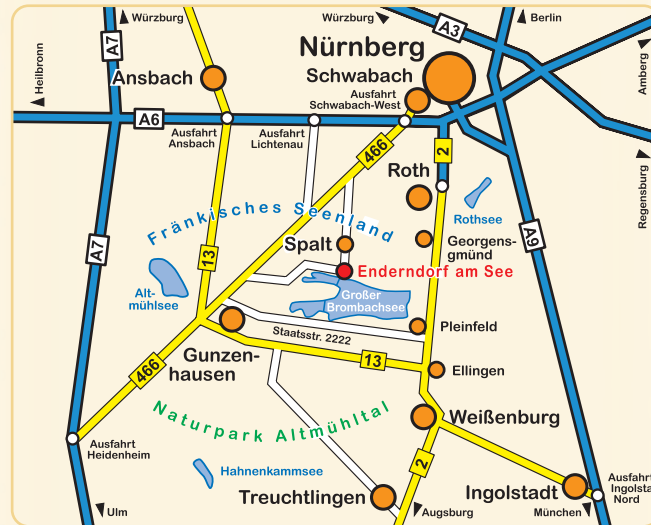 Würzburg
Würzburg
Berlin
A3
A7
Nürnberg
Heilbronn
Ansbach
Schwabach
Amberg
Ausfahrt
Schwabach-West
A6
Ausfahrt
Ansbach
Ausfahrt
Lichtenau
466
2
Roth
Regensburg
Rothsee
Fränkisches Seenland
A7
13
Spalt
Georgens-
gmünd
A9
Enderndorf am See
Alt-
mühlsee
Großer
Brombachsee
Staatsstr. 2222
Pleinfeld
Gunzen-
hausen
13
Ellingen
466
Naturpark Altmühltal
Weißenburg
Ausfahrt
Heidenheim
2
Hahnenkammsee
Treuchtlingen
Ingolstadt
Ausfahrt
Ingolsta
Nord
Ulm
Augsburg
München